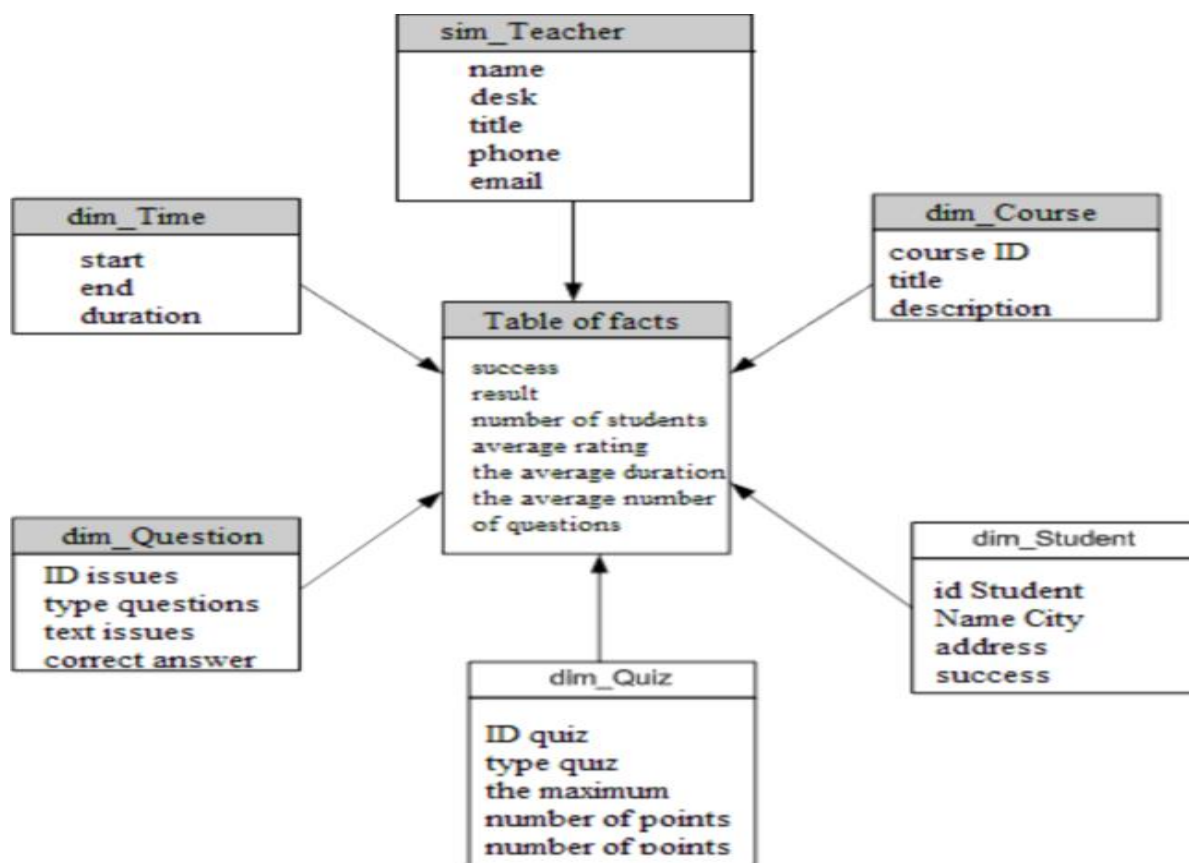 sim_Teacher
name
desk
title
phone
email
dim_Time
start
end
duration
dim_Course
course ID
title
description
Table of facts
success
result
number of students
average rating
the average duration
the average number
of questions
dim_Question
ID issues
type questions
text issues
correct answer
dim_Student
id Student
Name City
address
success
dim_Quiz
ID quiz
type quiz
the maximum
number of points
number of points